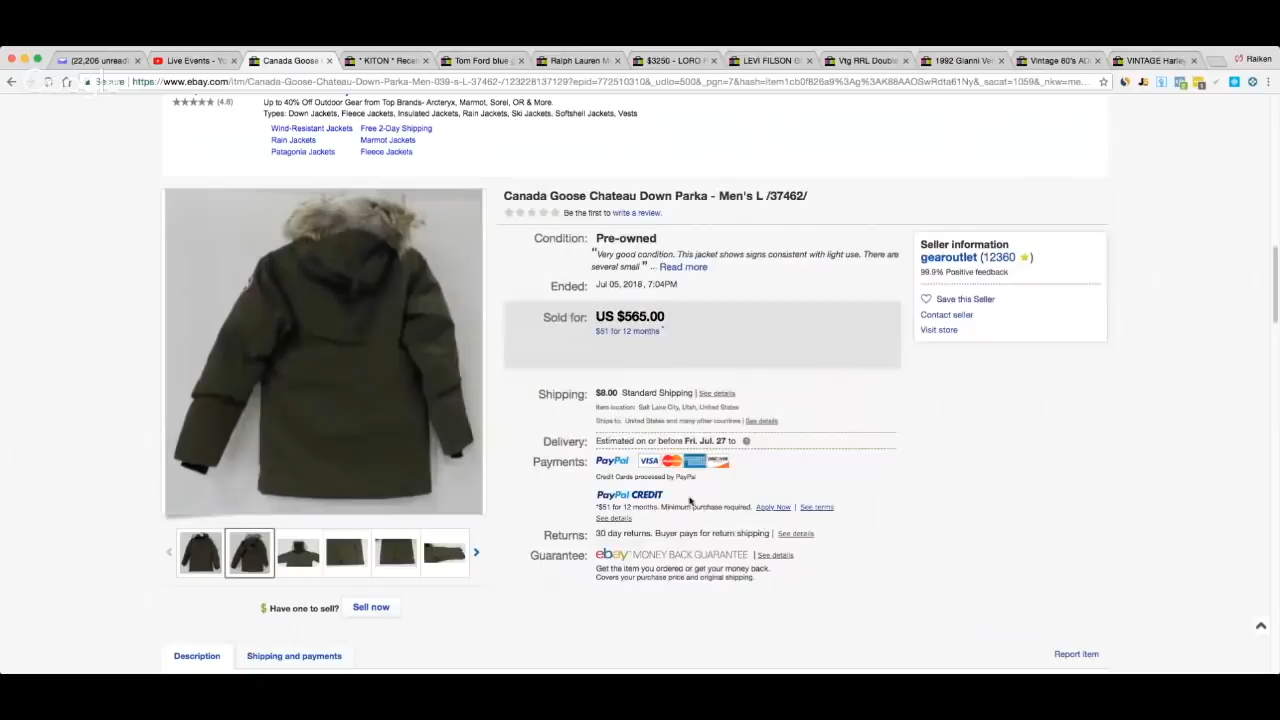 (22,206 unread)
Live Events - Yo
Canada Goose
* KITON * Rece
Tom Ford blue
Ralph Lauren M
$3250 - LORO F
LEVI FILSON G
Vtg RRL Double
1992 Gianni Ver
Vintage 80's AD
VINTAGE Harley
Raiken
https://www.ebay.com/itm/Canada-Goose-Chateau-Down-Parka-Men-039-s-L-37462-/123228137129?epid=772510310&_udlo=500&_pgn=7&hash=item1cb0f826a9%3Ag%3AK88AAOSwRdta61Ny&_sacat=1059&_nkw=me...
(4.8)
Up to 40% Off Outdoor Gear from Top Brands- Arcteryx, Marmot, Sorel, OR & More.
Types: Down Jackets, Fleece Jackets, Insulated Jackets, Rain Jackets, Ski Jackets, Softshell Jackets, Vests
Wind-Resistant Jackets Free 2-Day Shipping
Rain Jackets Marmot Jackets
Patagonia Jackets Fleece Jackets
Canada Goose Chateau Down Parka - Men's L /37462/
Be the first to write a review.
Condition: Pre-owned
"Very good condition. This jacket shows signs consistent with light use. There are
several small " ... Read more
Ended: Jul 05, 2018, 7:04PM
Sold for: US $565.00
$51 for 12 months *
Shipping: $8.00 Standard Shipping | See details
Item location: Salt Lake City, Utah, United States
Ships to: United States and many other countries | See details
Delivery: Estimated on or before Fri. Jul. 27 to
Payments: PayPal VISA
Credit Cards processed by PayPal
PayPal CREDIT
*$51 for 12 months. Minimum purchase required. Apply Now | See terms
See details
Returns: 30 day returns. Buyer pays for return shipping | See details
Guarantee: ebay MONEY BACK GUARANTEE | See details
Get the item you ordered or get your money back.
Covers your purchase price and original shipping.
Seller information
gearoutlet (12360 )
99.9% Positive feedback
Save this Seller
Contact seller
Visit store
$ Have one to sell? Sell now
Description Shipping and payments
Report item